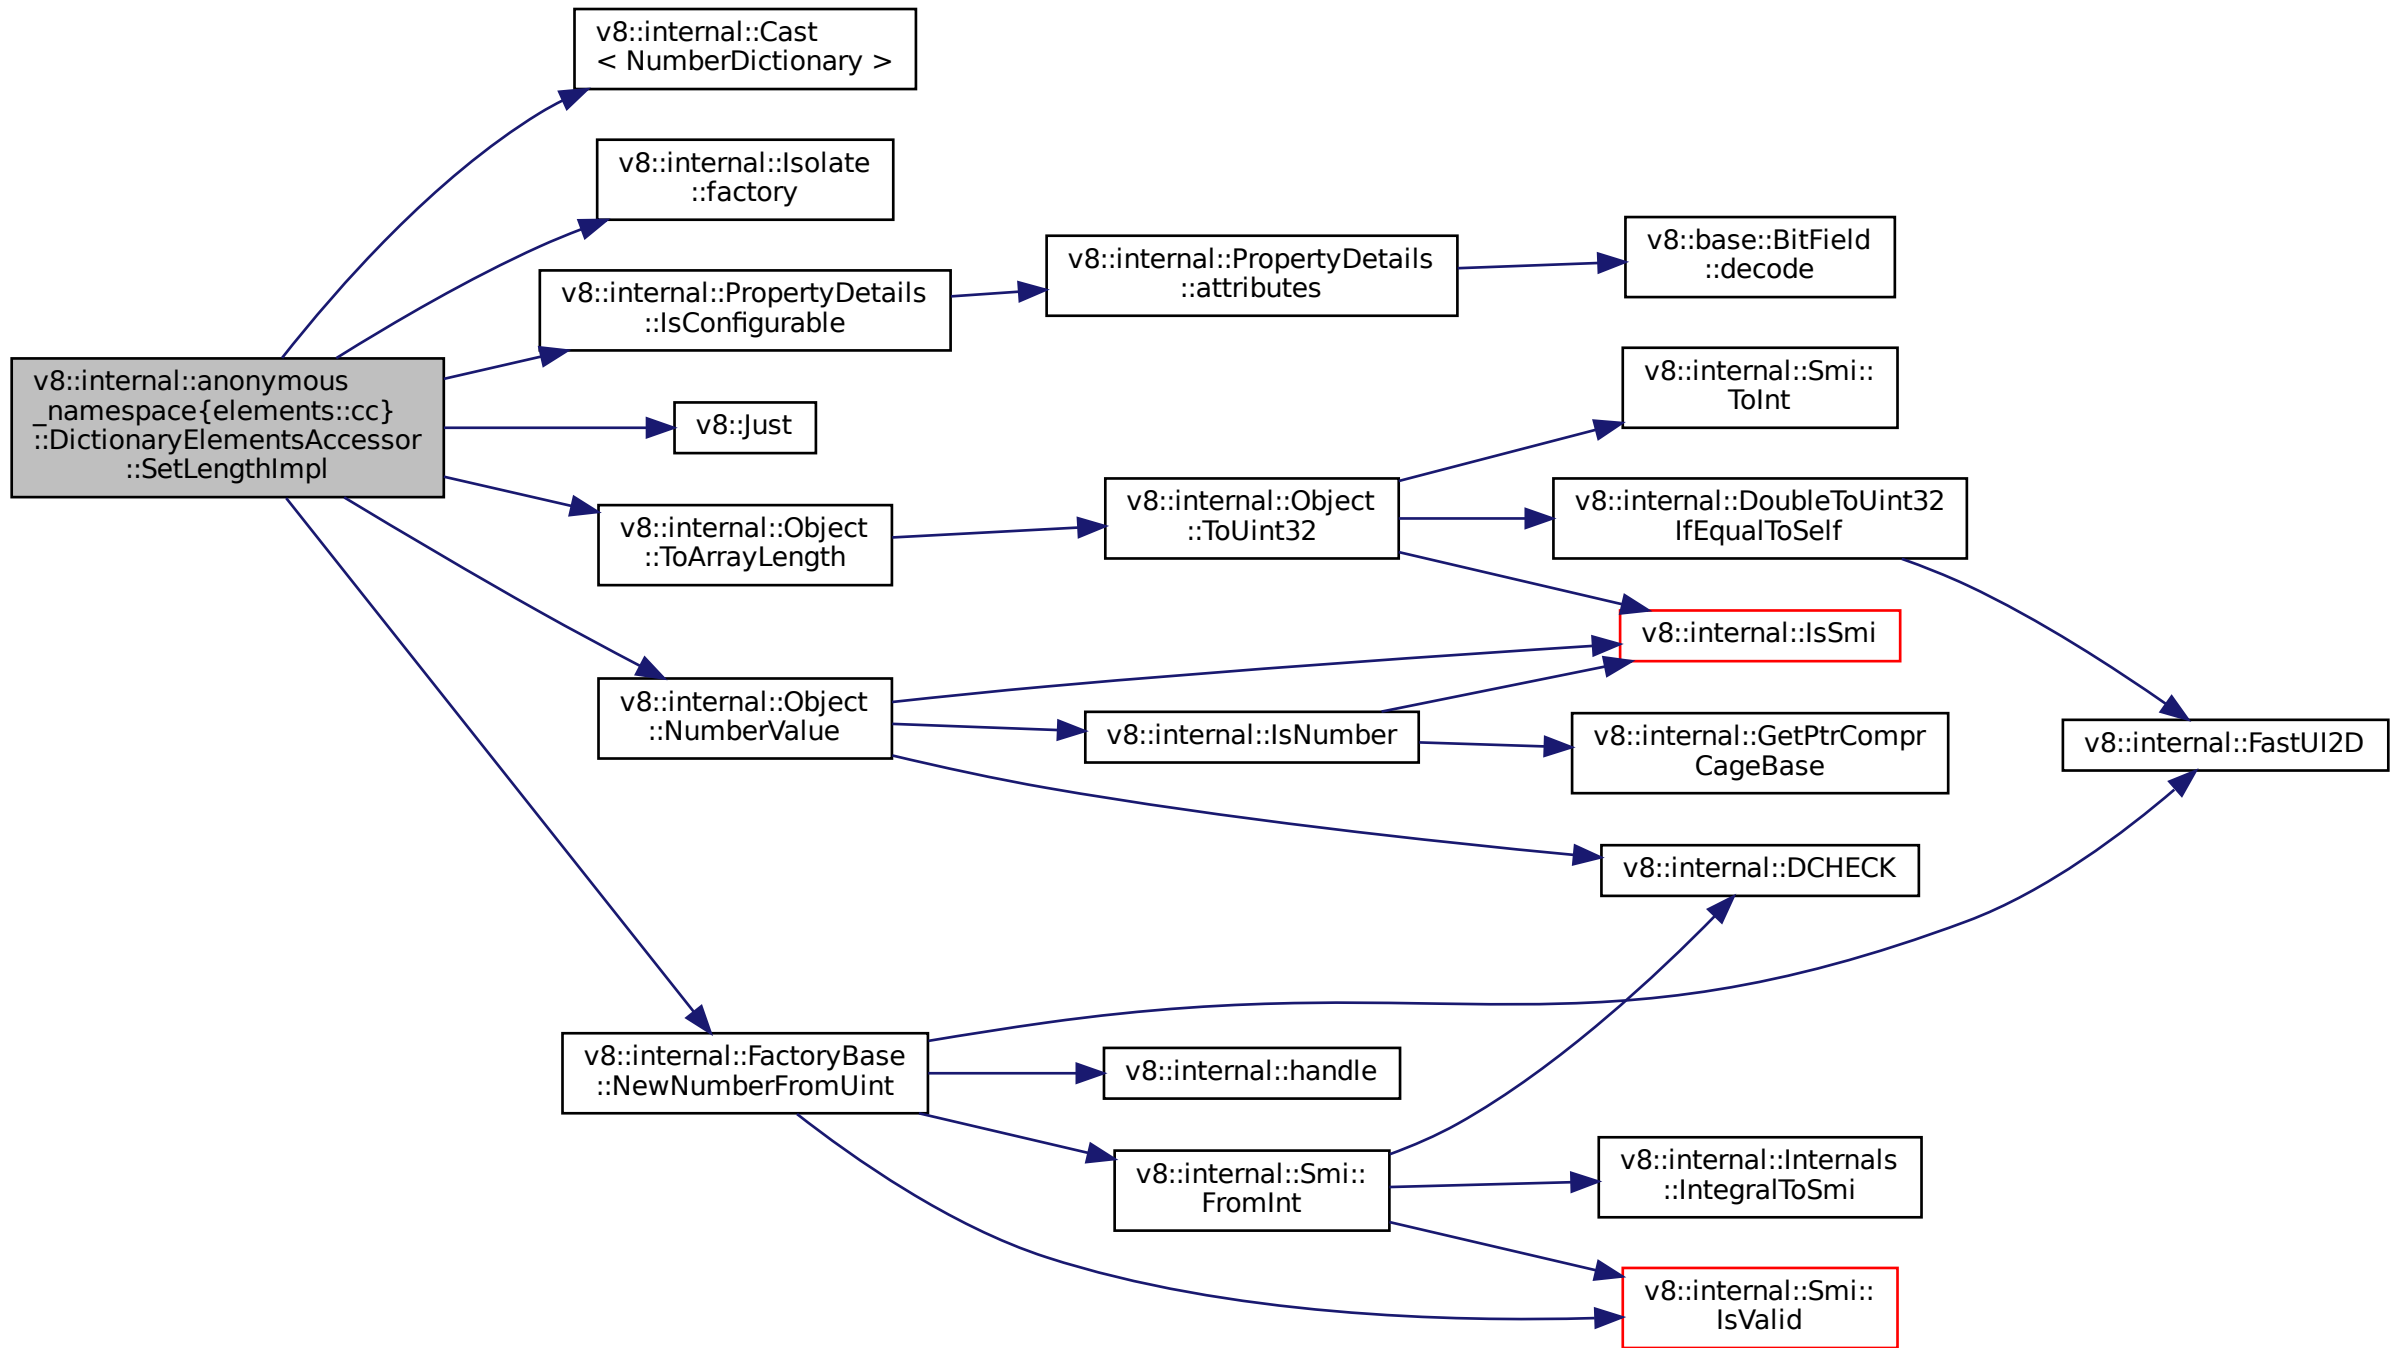 v8::internal::Cast
< NumberDictionary >
v8::internal::Isolate
::factory
v8::internal::PropertyDetails
::IsConfigurable
v8::internal::PropertyDetails
::attributes
v8::base::BitField
::decode
v8::internal::anonymous
_namespace{elements::cc}
::DictionaryElementsAccessor
::SetLengthImpl
v8::Just
v8::internal::Smi::
ToInt
v8::internal::Object
::ToArrayLength
v8::internal::Object
::ToUint32
v8::internal::DoubleToUint32
IfEqualToSelf
v8::internal::IsSmi
v8::internal::Object
::NumberValue
v8::internal::IsNumber
v8::internal::GetPtrCompr
CageBase
v8::internal::FastUI2D
v8::internal::DCHECK
v8::internal::FactoryBase
::NewNumberFromUint
v8::internal::handle
v8::internal::Smi::
FromInt
v8::internal::Internals
::IntegralToSmi
v8::internal::Smi::
IsValid